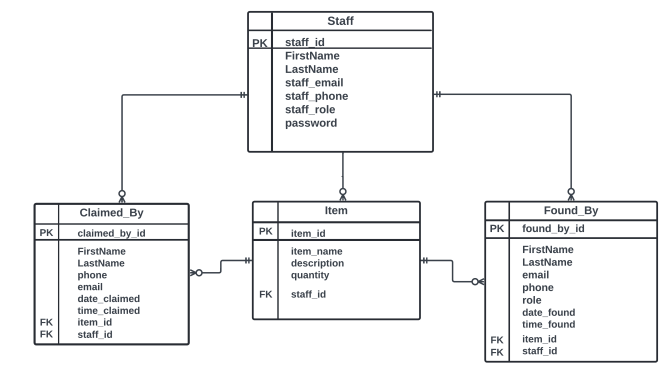 Staff
PK staff_id
FirstName
LastName
staff_email
staff_phone
staff_role
password
Claimed_By
PK claimed_by_id
FirstName
LastName
phone
email
date_claimed
time_claimed
FK item_id
FK staff_id
Item
PK item_id
item_name
description
quantity
FK staff_id
Found_By
PK found_by_id
FirstName
LastName
email
phone
role
date_found
time_found
FK item_id
FK staff_id